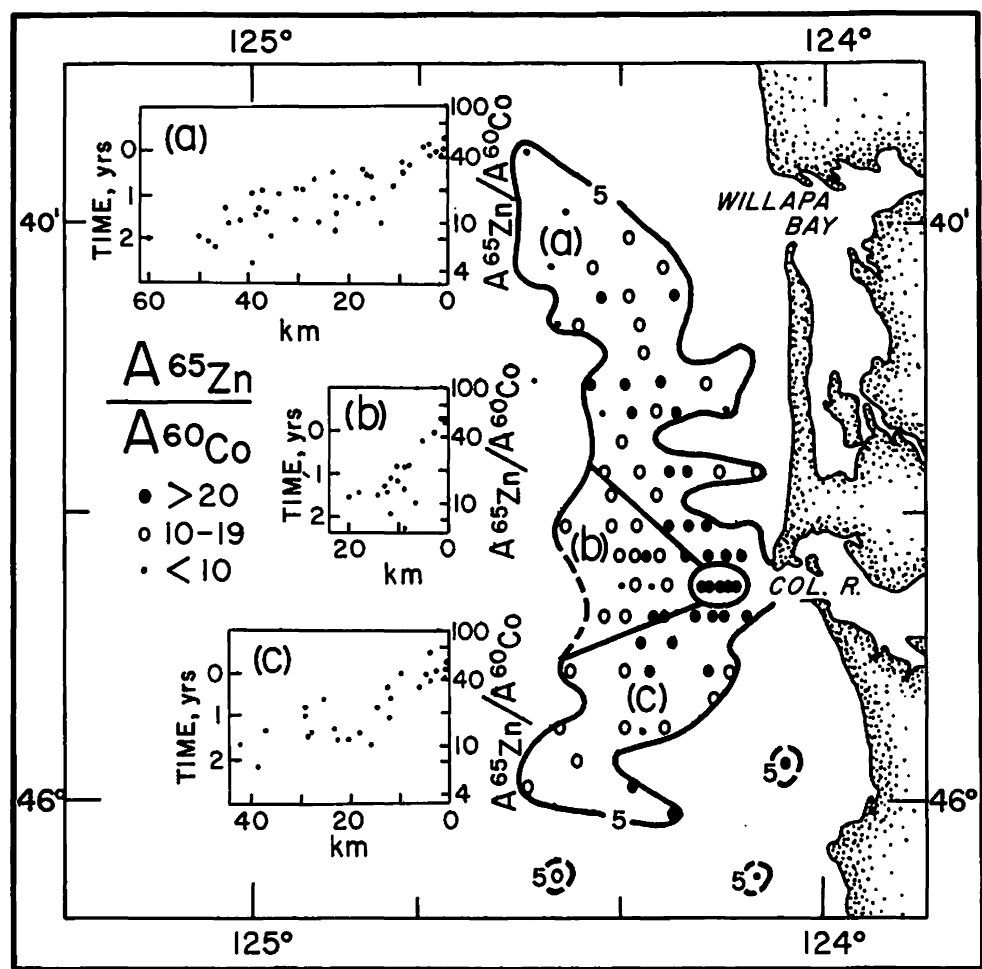 125° 124°
(a)
TIME, yrs
0
1
2
100
40
10
4
A⁶⁵Zn/A⁶⁰Co
60 40 20 0
km
40'
40'
WILLAPA
BAY
5
(a)
A⁶⁵Zn
A⁶⁰Co
● >20
○ 10-19
· <10
(b)
TIME, yrs
0
1
2
100
40
10
A⁶⁵Zn/A⁶⁰Co
20 0
km
(b)
COL. R.
(c)
TIME, yrs
0
1
2
100
40
10
4
A⁶⁵Zn/A⁶⁰Co
40 20 0
km
(c)
5
5
46°
46°
5
5
125° 124°